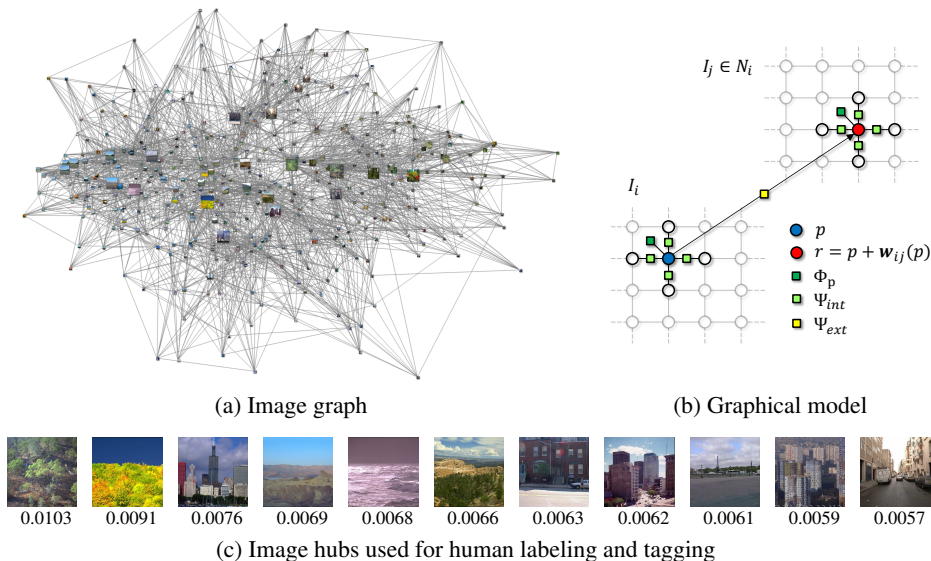 I_j ∈ N_i
I_i
p
r = p + w_ij(p)
Φ_p
Ψ_int
Ψ_ext
(a) Image graph
(b) Graphical model
0.0103 0.0091 0.0076 0.0069 0.0068 0.0066 0.0063 0.0062 0.0061 0.0059 0.0057
(c) Image hubs used for human labeling and tagging